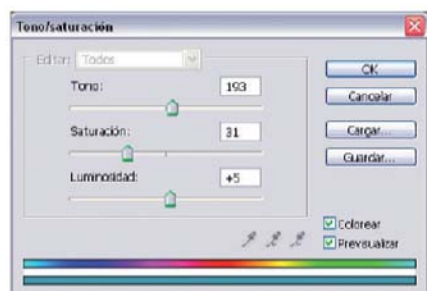 Tono/saturación
Editar: Todos
Tono: 193
Saturación: 31
Luminosidad: +5
OK
Cancelar
Cargar...
Guardar...
Colorear
Previsualizar